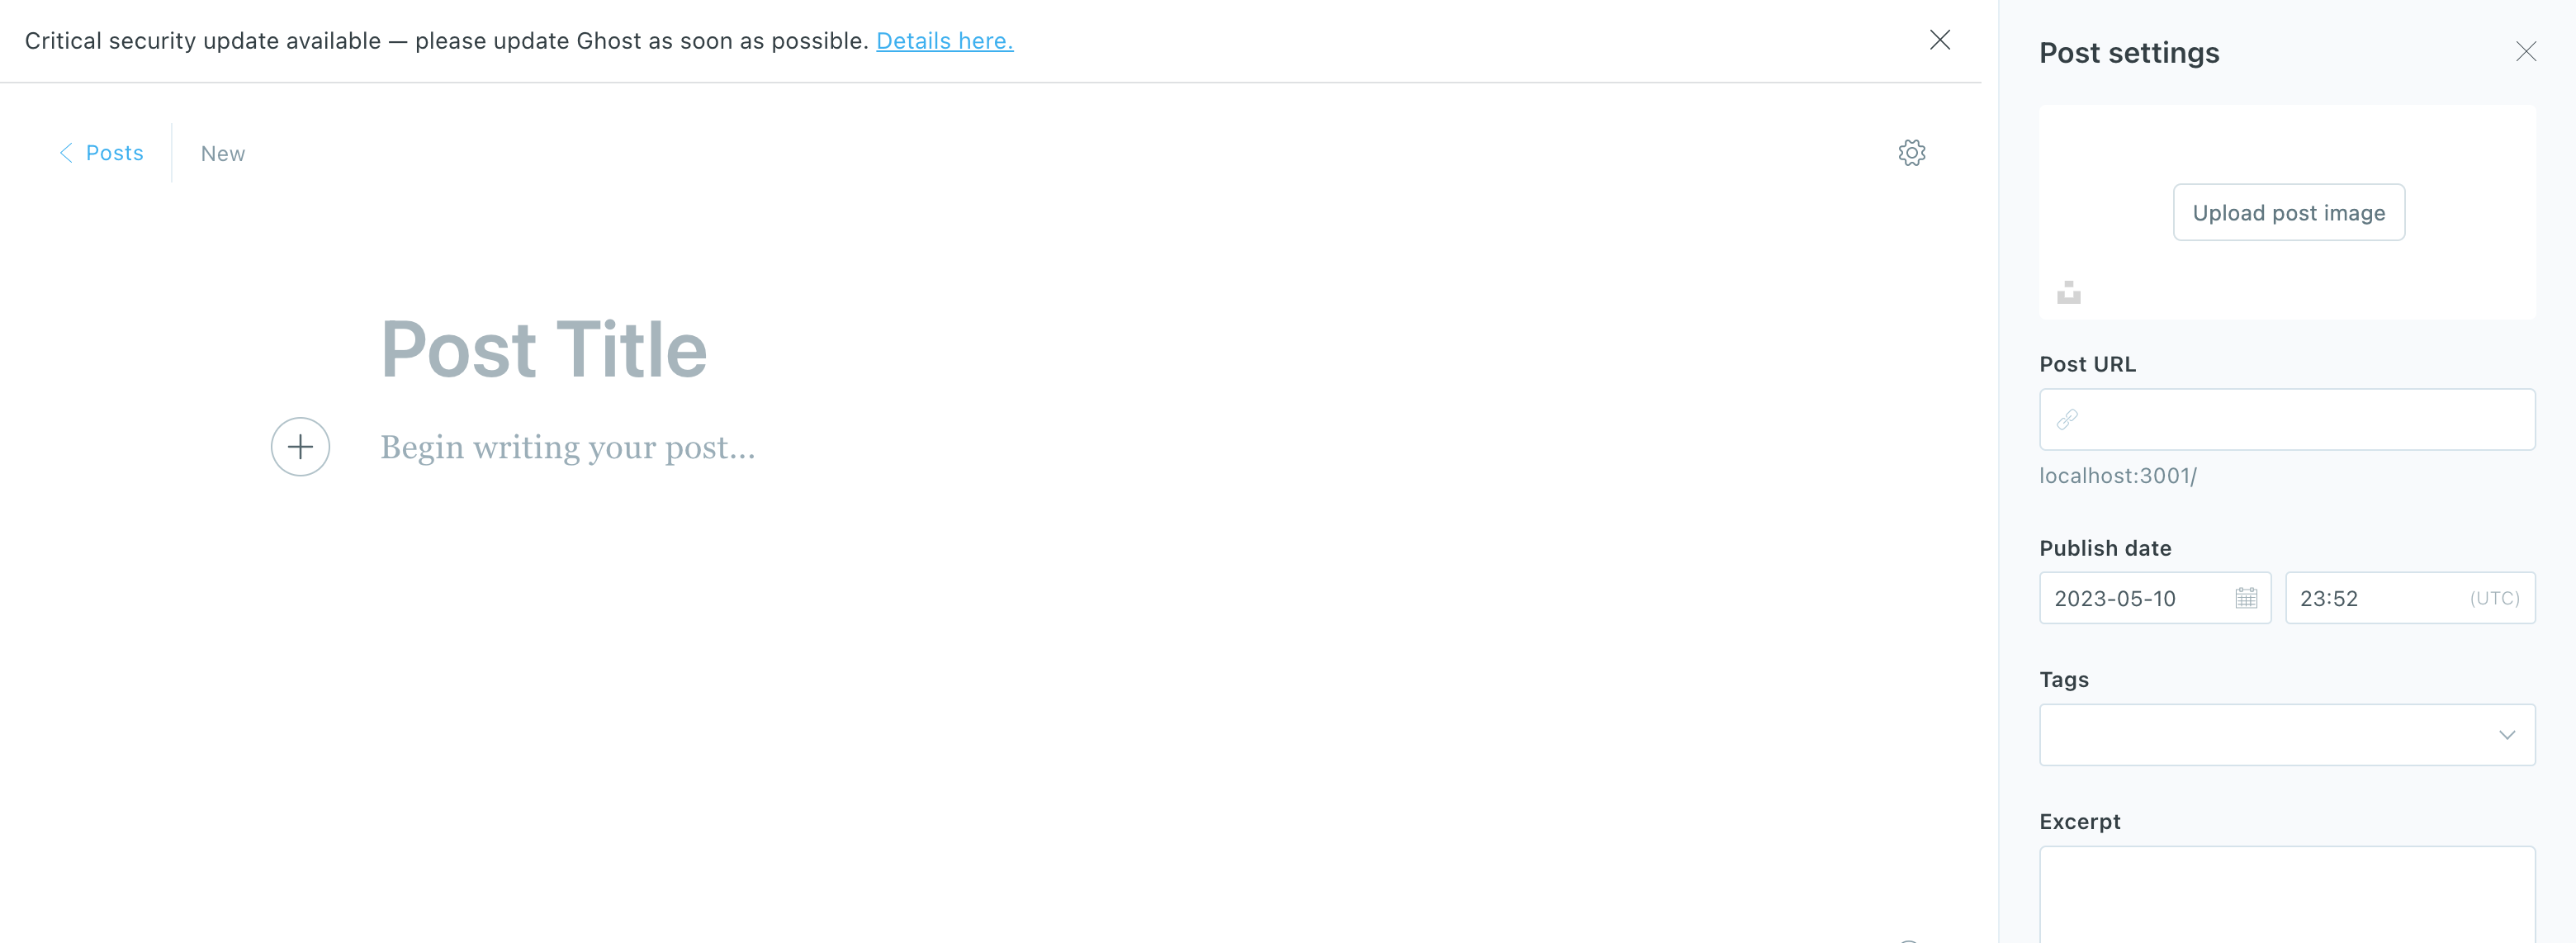 Critical security update available — please update Ghost as soon as possible. Details here.
Posts
New
Post Title
Begin writing your post...
Post settings
Upload post image
Post URL
localhost:3001/
Publish date
2023-05-10
23:52 (UTC)
Tags
Excerpt